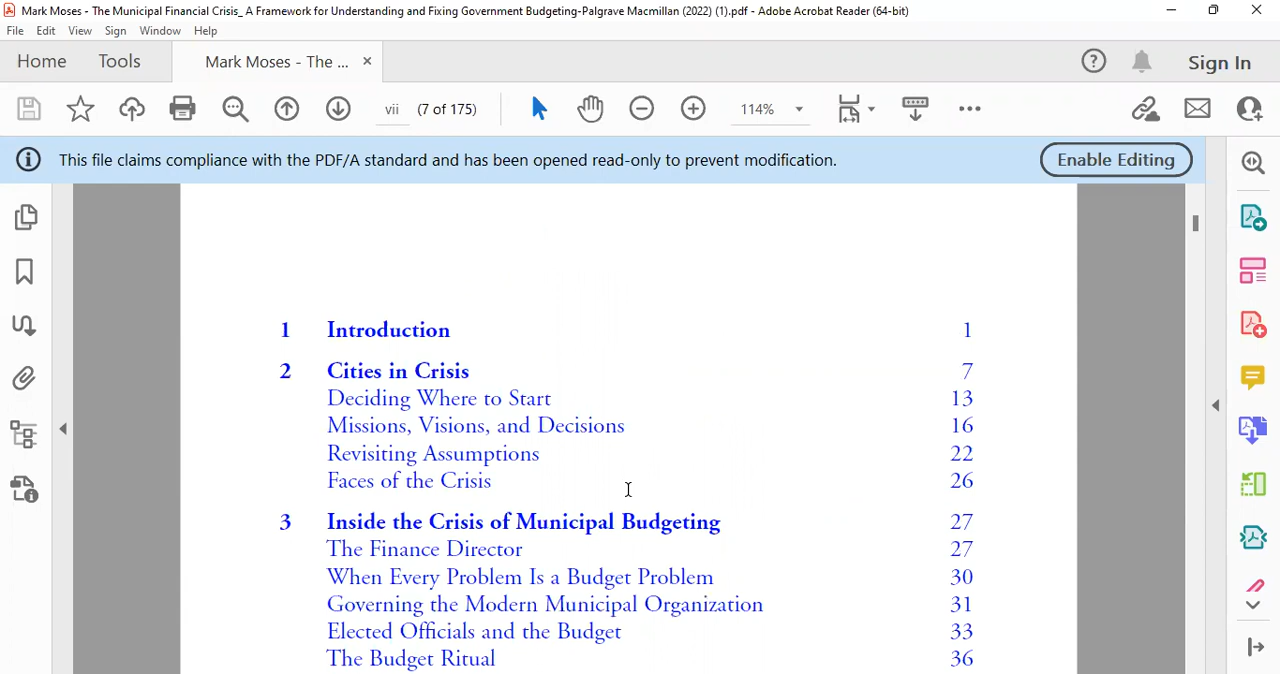 Mark Moses - The Municipal Financial Crisis_ A Framework for Understanding and Fixing Government Budgeting-Palgrave Macmillan (2022) (1).pdf - Adobe Acrobat Reader (64-bit)
File Edit View Sign Window Help
Home Tools Mark Moses - The ... Sign In
vii (7 of 175) 114%
This file claims compliance with the PDF/A standard and has been opened read-only to prevent modification. Enable Editing
1 Introduction 1
2 Cities in Crisis 7
Deciding Where to Start 13
Missions, Visions, and Decisions 16
Revisiting Assumptions 22
Faces of the Crisis 26
3 Inside the Crisis of Municipal Budgeting 27
The Finance Director 27
When Every Problem Is a Budget Problem 30
Governing the Modern Municipal Organization 31
Elected Officials and the Budget 33
The Budget Ritual 36